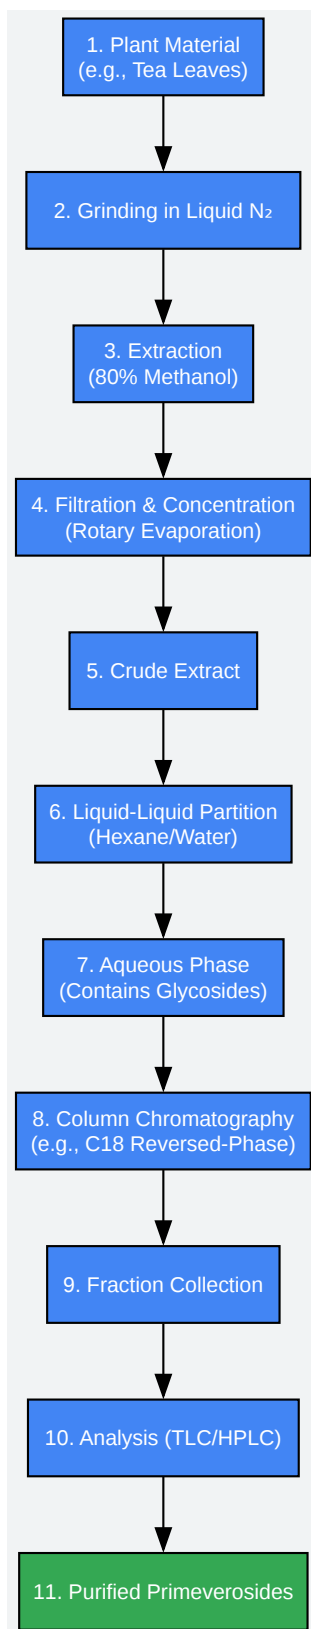 1. Plant Material
(e.g., Tea Leaves)
2. Grinding in Liquid N₂
3. Extraction
(80% Methanol)
4. Filtration & Concentration
(Rotary Evaporation)
5. Crude Extract
6. Liquid-Liquid Partition
(Hexane/Water)
7. Aqueous Phase
(Contains Glycosides)
8. Column Chromatography
(e.g., C18 Reversed-Phase)
9. Fraction Collection
10. Analysis (TLC/HPLC)
11. Purified Primeverosides